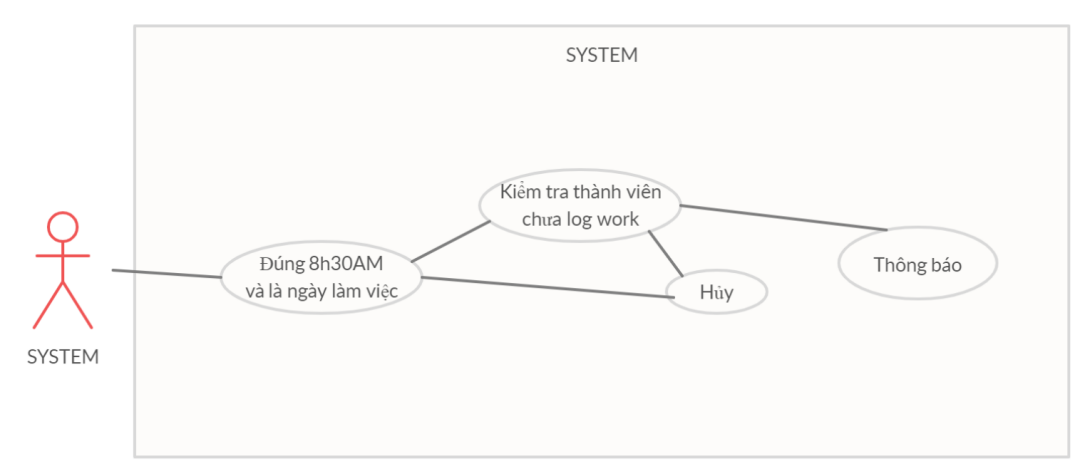 SYSTEM
Kiểm tra thành viên
chưa log work
Đúng 8h30AM
và là ngày làm việc
Thông báo
Hủy
SYSTEM